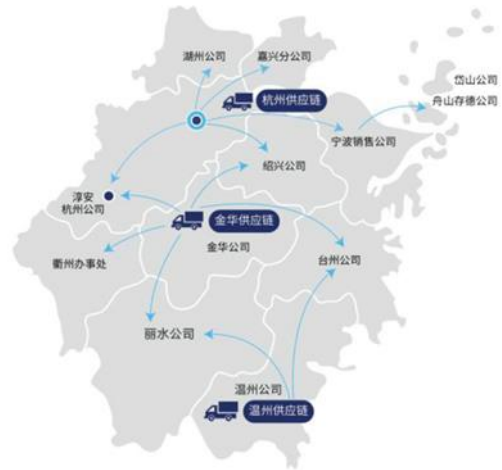 湖州公司
嘉兴分公司
岱山公司
杭州供应链
舟山存德公司
宁波销售公司
绍兴公司
淳安
杭州公司
金华供应链
金华公司
衢州办事处
台州公司
丽水公司
温州公司
温州供应链